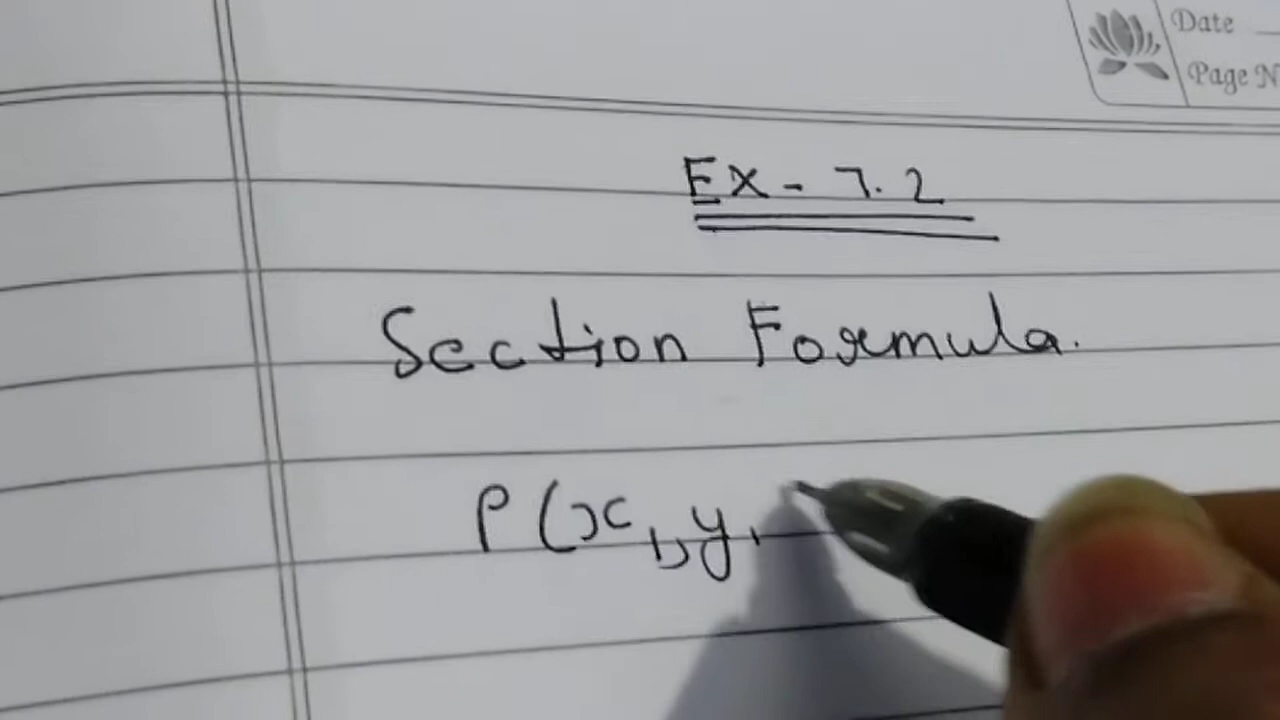 Date
Page N
Ex - 7.2
Section Formula.
P(x₁, y₁